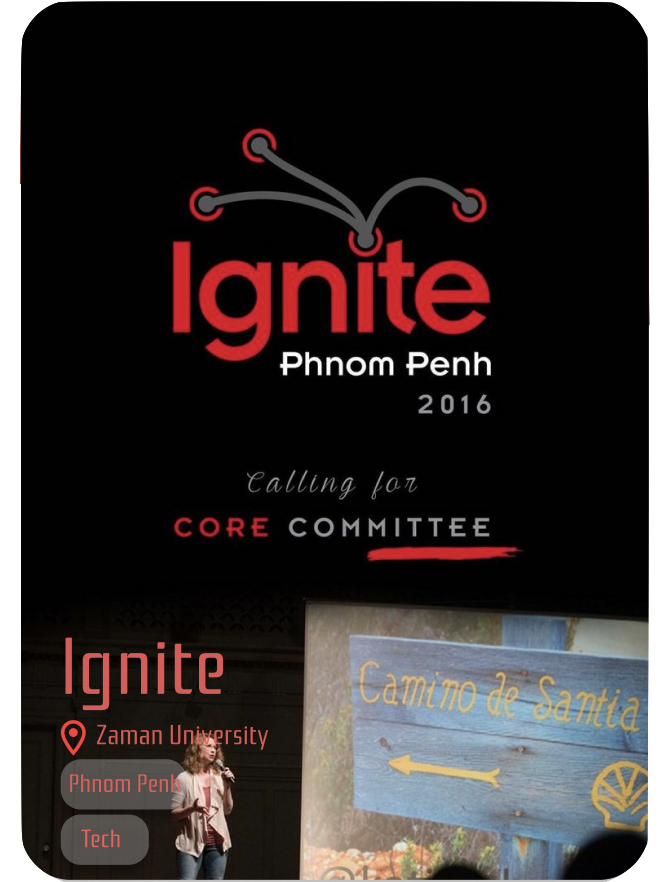 Ignite
Phnom Penh
2016
Calling for
CORE COMMITTEE
Ignite
Zaman University
Phnom Penh
Tech
Camino de Santia